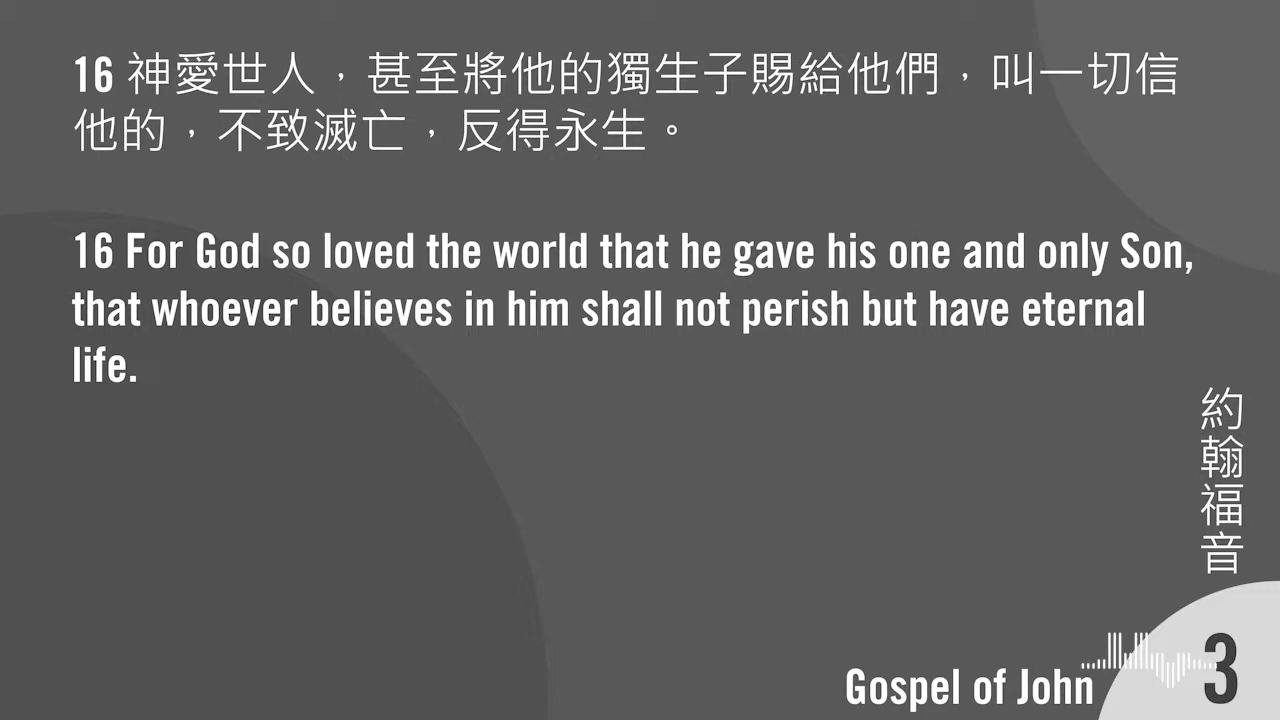 16 神愛世人，甚至將他的獨生子賜給他們，叫一切信
他的，不致滅亡，反得永生。
16 For God so loved the world that he gave his one and only Son,
that whoever believes in him shall not perish but have eternal
life.
約翰福音
Gospel of John
3